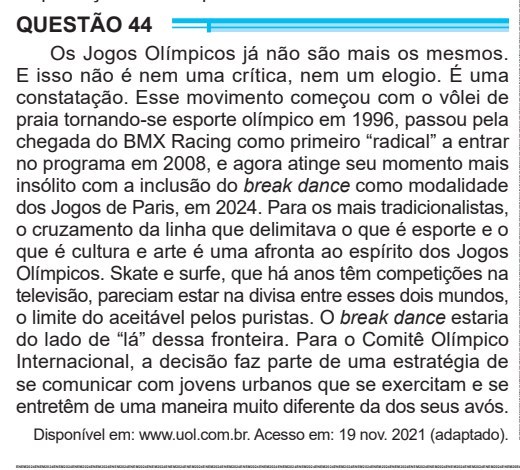 QUESTÃO 44
Os Jogos Olímpicos já não são mais os mesmos.
E isso não é nem uma crítica, nem um elogio. É uma
constatação. Esse movimento começou com o vôlei de
praia tornando-se esporte olímpico em 1996, passou pela
chegada do BMX Racing como primeiro “radical” a entrar
no programa em 2008, e agora atinge seu momento mais
insólito com a inclusão do break dance como modalidade
dos Jogos de Paris, em 2024. Para os mais tradicionalistas,
o cruzamento da linha que delimitava o que é esporte e o
que é cultura e arte é uma afronta ao espírito dos Jogos
Olímpicos. Skate e surfe, que há anos têm competições na
televisão, pareciam estar na divisa entre esses dois mundos,
o limite do aceitável pelos puristas. O break dance estaria
do lado de “lá” dessa fronteira. Para o Comitê Olímpico
Internacional, a decisão faz parte de uma estratégia de
se comunicar com jovens urbanos que se exercitam e se
entretêm de uma maneira muito diferente da dos seus avós.
Disponível em: www.uol.com.br. Acesso em: 19 nov. 2021 (adaptado).